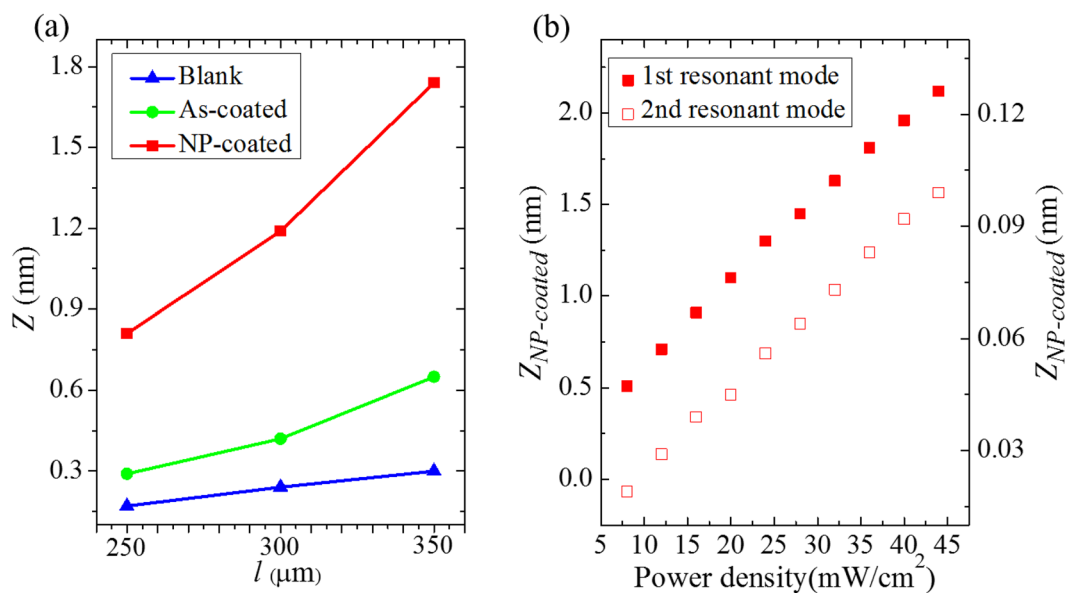 (a)
Z (nm)
1.8
1.5
1.2
0.9
0.6
0.3
Blank
As-coated
NP-coated
250
300
350
l (μm)
(b)
Z_NP-coated (nm)
2.0
1.5
1.0
0.5
0.0
1st resonant mode
2nd resonant mode
0.12
0.09
0.06
0.03
Z_NP-coated (nm)
5 10 15 20 25 30 35 40 45
Power density(mW/cm²)